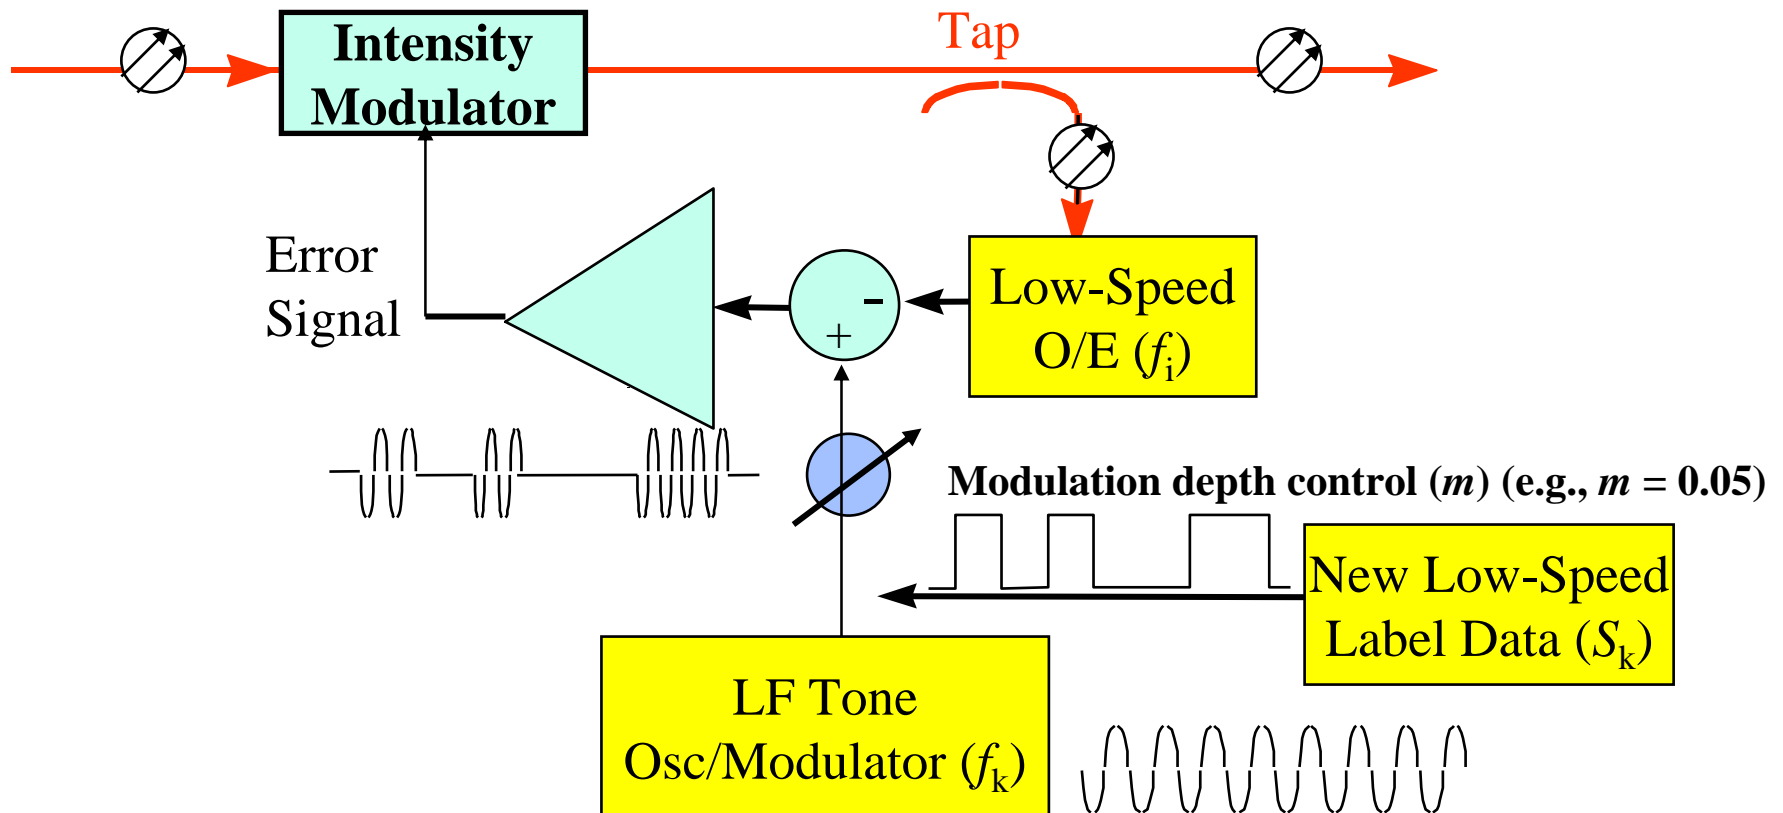 Tap
Intensity
Modulator
Error
Signal
-
+
Low-Speed
O/E (fi)
Modulation depth control (m) (e.g., m = 0.05)
New Low-Speed
Label Data (Sk)
LF Tone
Osc/Modulator (fk)